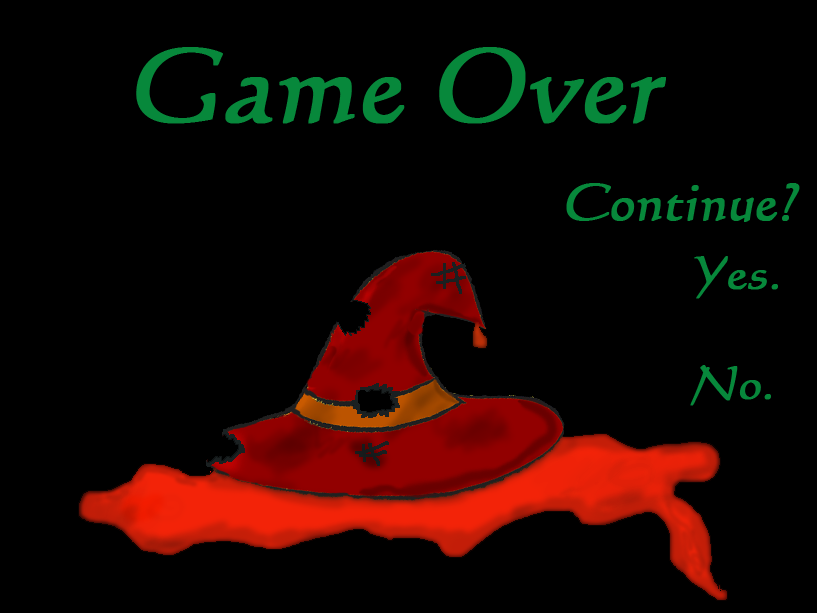 Game Over
Continue?
Yes.
No.